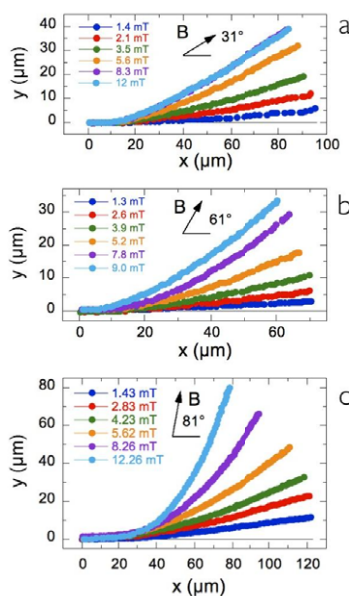 a
y (μm)
40
30
20
10
0
1.4 mT
2.1 mT
3.5 mT
5.6 mT
8.3 mT
12 mT
B
31°
0 20 40 60 80 100
x (μm)
b
y (μm)
30
20
10
0
1.3 mT
2.6 mT
3.9 mT
5.2 mT
7.8 mT
9.0 mT
B
61°
0 20 40 60
x (μm)
c
y (μm)
80
60
40
20
0
1.43 mT
2.83 mT
4.23 mT
5.62 mT
8.26 mT
12.26 mT
B
81°
0 20 40 60 80 100 120
x (μm)